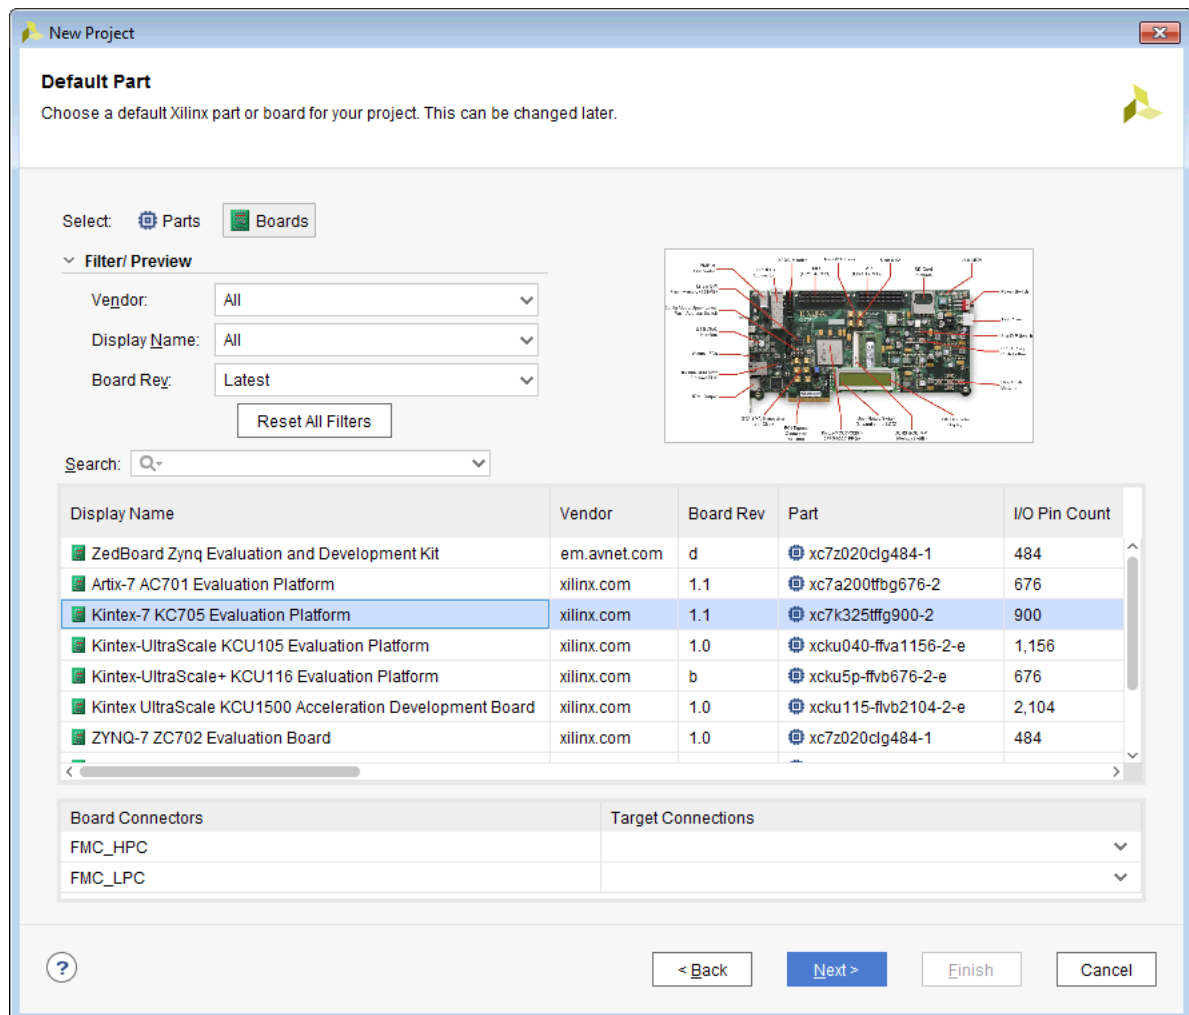 New Project
Default Part
Choose a default Xilinx part or board for your project. This can be changed later.
Select: Parts Boards
Filter/ Preview
Vendor: All
Display Name: All
Board Rev: Latest
Reset All Filters
Search:
Display Name Vendor Board Rev Part I/O Pin Count
ZedBoard Zynq Evaluation and Development Kit em.avnet.com d xc7z020clg484-1 484
Artix-7 AC701 Evaluation Platform xilinx.com 1.1 xc7a200tfbg676-2 676
Kintex-7 KC705 Evaluation Platform xilinx.com 1.1 xc7k325tffg900-2 900
Kintex-UltraScale KCU105 Evaluation Platform xilinx.com 1.0 xcku040-ffva1156-2-e 1,156
Kintex-UltraScale+ KCU116 Evaluation Platform xilinx.com b xcku5p-ffvb676-2-e 676
Kintex UltraScale KCU1500 Acceleration Development Board xilinx.com 1.0 xcku115-flvb2104-2-e 2,104
ZYNQ-7 ZC702 Evaluation Board xilinx.com 1.0 xc7z020clg484-1 484
Board Connectors Target Connections
FMC_HPC
FMC_LPC
? < Back Next > Finish Cancel